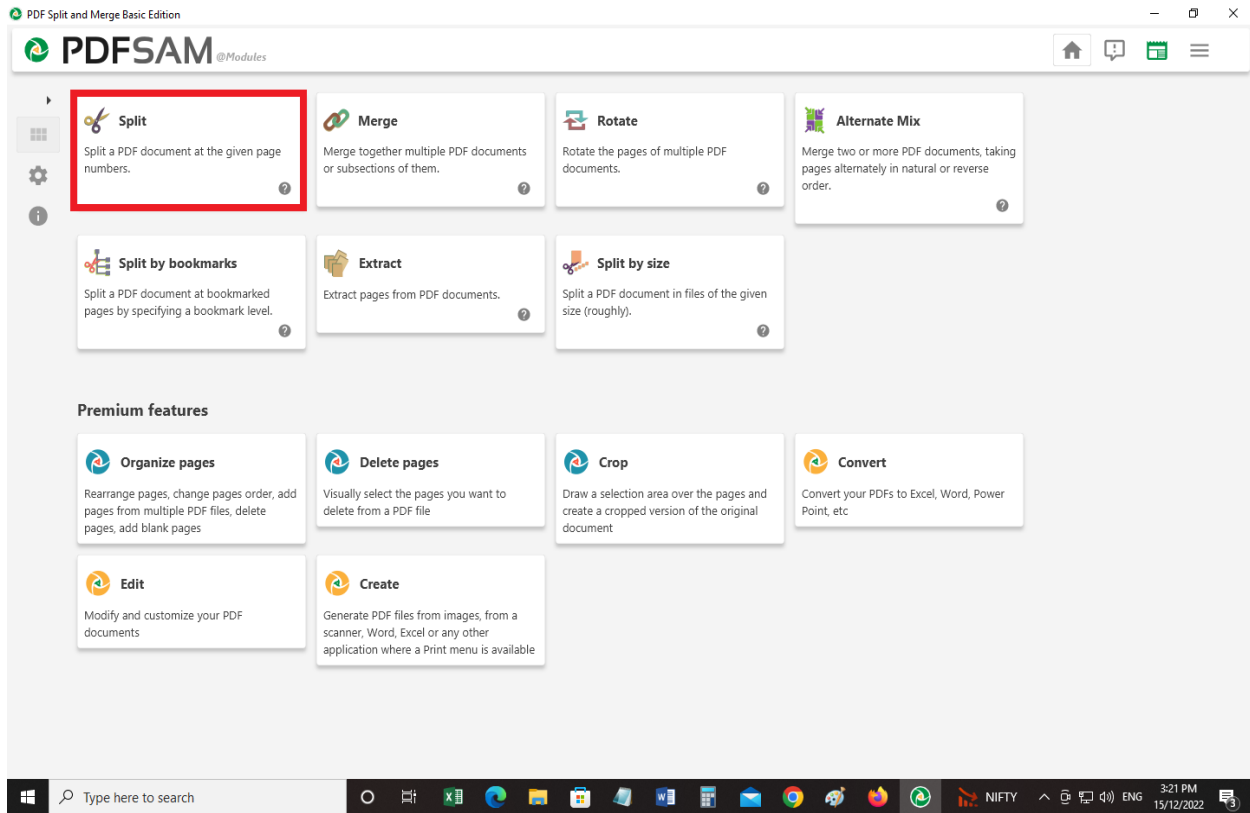 PDF Split and Merge Basic Edition
PDFSAM @Modules
Split
Split a PDF document at the given page
numbers.
Merge
Merge together multiple PDF documents
or subsections of them.
Rotate
Rotate the pages of multiple PDF
documents.
Alternate Mix
Merge two or more PDF documents, taking
pages alternately in natural or reverse
order.
Split by bookmarks
Split a PDF document at bookmarked
pages by specifying a bookmark level.
Extract
Extract pages from PDF documents.
Split by size
Split a PDF document in files of the given
size (roughly).
Premium features
Organize pages
Rearrange pages, change pages order, add
pages from multiple PDF files, delete
pages, add blank pages
Delete pages
Visually select the pages you want to
delete from a PDF file
Crop
Draw a selection area over the pages and
create a cropped version of the original
document
Convert
Convert your PDFs to Excel, Word, Power
Point, etc
Edit
Modify and customize your PDF
documents
Create
Generate PDF files from images, from a
scanner, Word, Excel or any other
application where a Print menu is available
Type here to search
NIFTY
ENG
3:21 PM
15/12/2022
3